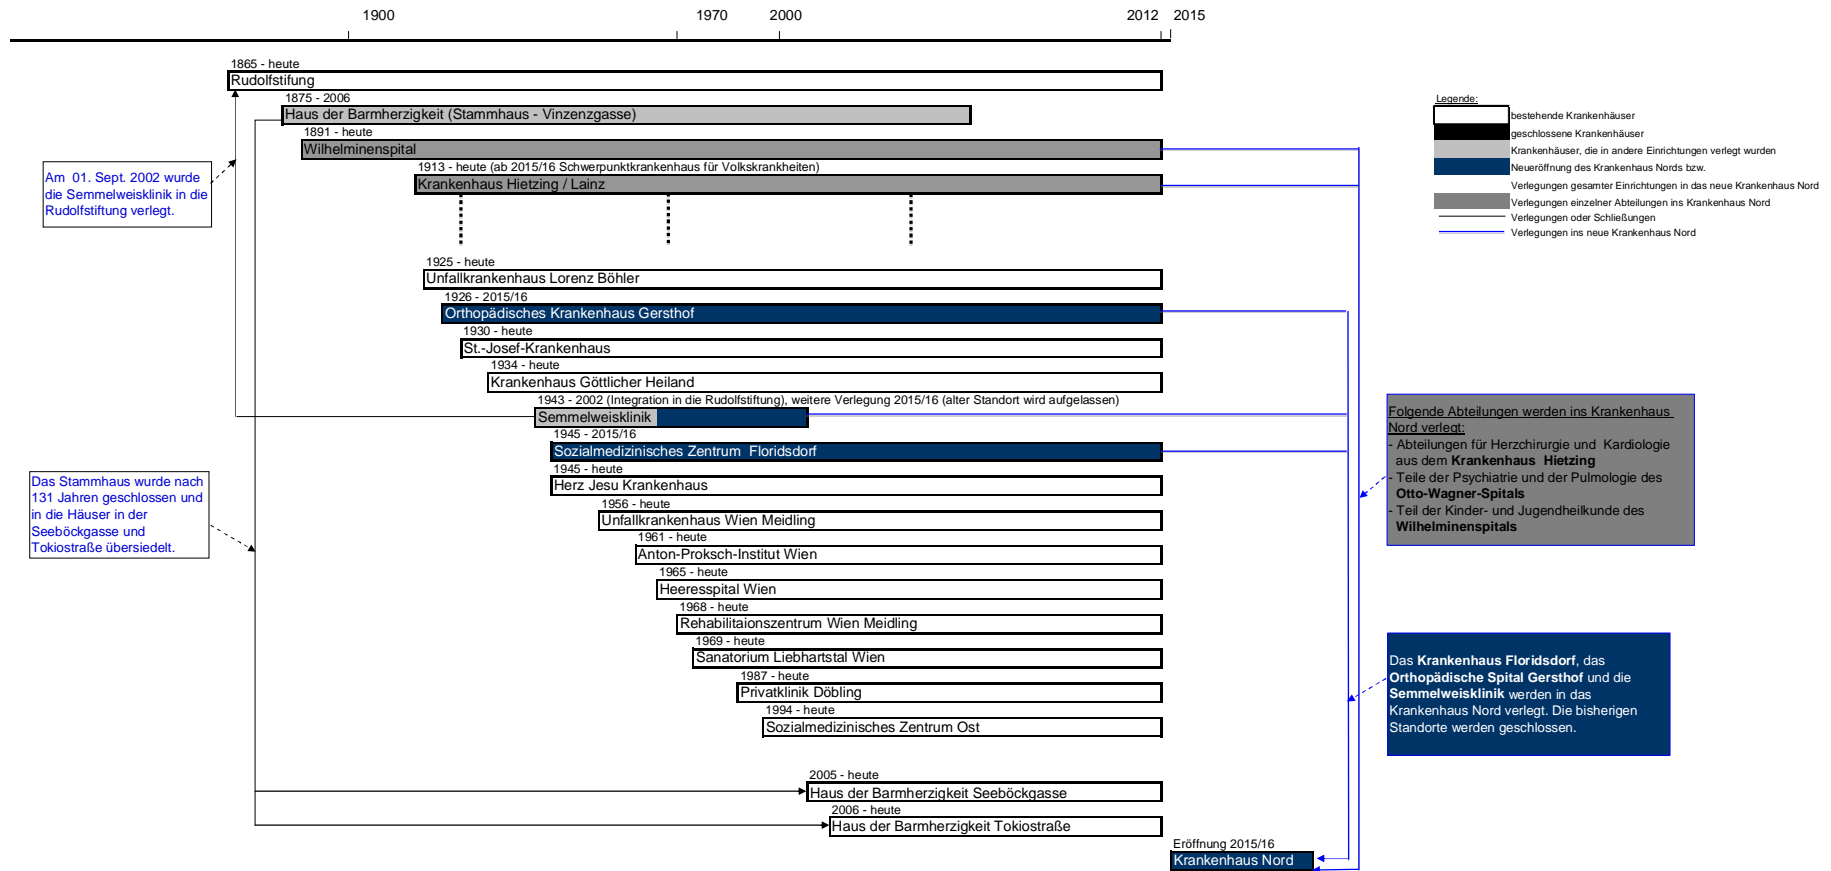 1900
1970
2000
2012
2015
1865 - heute
Rudolfstifung
1875 - 2006
Haus der Barmherzigkeit (Stammhaus - Vinzenzgasse)
1891 - heute
Wilhelminenspital
1913 - heute (ab 2015/16 Schwerpunktkrankenhaus für Volkskrankheiten)
Krankenhaus Hietzing / Lainz
1925 - heute
Unfallkrankenhaus Lorenz Böhler
1926 - 2015/16
Orthopädisches Krankenhaus Gersthof
1930 - heute
St.-Josef-Krankenhaus
1934 - heute
Krankenhaus Göttlicher Heiland
1943 - 2002 (Integration in die Rudolfstiftung), weitere Verlegung 2015/16 (alter Standort wird aufgelassen)
Semmelweisklinik
1945 - 2015/16
Sozialmedizinisches Zentrum Floridsdorf
1945 - heute
Herz Jesu Krankenhaus
1956 - heute
Unfallkrankenhaus Wien Meidling
1961 - heute
Anton-Proksch-Institut Wien
1965 - heute
Heeresspital Wien
1968 - heute
Rehabilitaionszentrum Wien Meidling
1969 - heute
Sanatorium Liebhartstal Wien
1987 - heute
Privatklinik Döbling
1994 - heute
Sozialmedizinisches Zentrum Ost
2005 - heute
Haus der Barmherzigkeit Seeböckgasse
2006 - heute
Haus der Barmherzigkeit Tokiostraße
Eröffnung 2015/16
Krankenhaus Nord
Am 01. Sept. 2002 wurde
die Semmelweisklinik in die
Rudolfstiftung verlegt.
Das Stammhaus wurde nach
131 Jahren geschlossen und
in die Häuser in der
Seeböckgasse und
Tokiostraße übersiedelt.
Legende:
bestehende Krankenhäuser
geschlossene Krankenhäuser
Krankenhäuser, die in andere Einrichtungen verlegt wurden
Neueröffnung des Krankenhaus Nords bzw.
Verlegungen gesamter Einrichtungen in das neue Krankenhaus Nord
Verlegungen einzelner Abteilungen ins Krankenhaus Nord
Verlegungen oder Schließungen
Verlegungen ins neue Krankenhaus Nord
Folgende Abteilungen werden ins Krankenhaus
Nord verlegt:
- Abteilungen für Herzchirurgie und Kardiologie
aus dem Krankenhaus Hietzing
- Teile der Psychiatrie und der Pulmologie des
Otto-Wagner-Spitals
- Teil der Kinder- und Jugendheilkunde des
Wilhelminenspitals
Das Krankenhaus Floridsdorf, das
Orthopädische Spital Gersthof und die
Semmelweisklinik werden in das
Krankenhaus Nord verlegt. Die bisherigen
Standorte werden geschlossen.